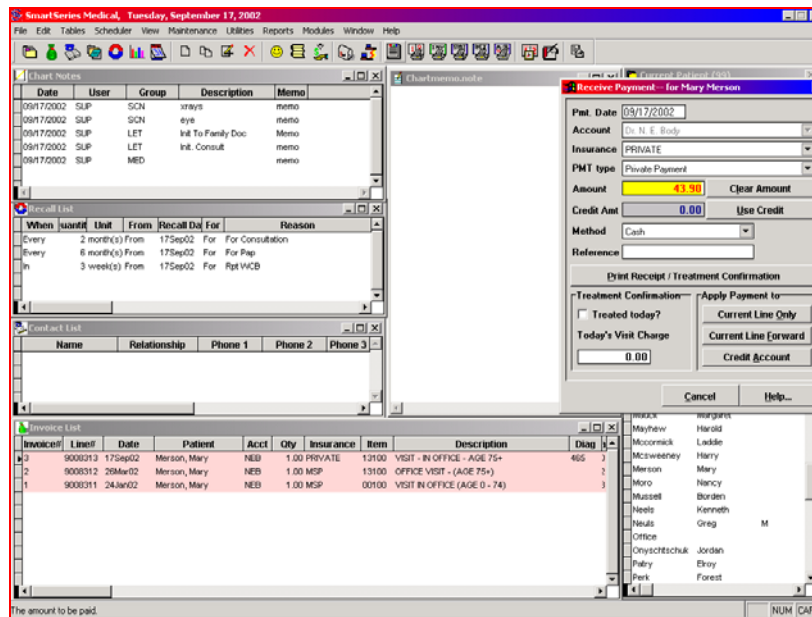 SmartSeries Medical, Tuesday, September 17, 2002
File Edit Tables Scheduler View Maintenance Utilities Reports Modules Window Help
Chart Notes
Date User Group Description Memo
09/17/2002 SUP SCN xrays memo
09/17/2002 SUP SCN eye memo
09/17/2002 SUP LET Init To Family Doc memo
09/17/2002 SUP LET Init. Consult memo
09/17/2002 SUP MED memo
Chartmemo.note
Current Patient (99)
Receive Payment-- for Mary Merson
Pmt. Date 09/17/2002
Account Dr. N. E. Body
Insurance PRIVATE
PMT type Private Payment
Amount 43.90 Clear Amount
Credit Amt 0.00 Use Credit
Method Cash
Reference
Print Receipt / Treatment Confirmation
Treatment Confirmation Apply Payment to
Treated today? Current Line Only
Today's Visit Charge Current Line Forward
0.00 Credit Account
Cancel Help...
Recall List
When uantit Unit From Recall Da For Reason
Every 2 month(s) From 17Sep02 For For Consultation
Every 6 month(s) From 17Sep02 For For Pap
In 3 week(s) From 17Sep02 For Rpt WCB
Contact List
Name Relationship Phone 1 Phone 2 Phone 3
Invoice List
Invoice# Line# Date Patient Acct Qty Insurance Item Description Diag
3 9008313 17Sep02 Merson, Mary NEB 1.00 PRIVATE 13100 VISIT - IN OFFICE - AGE 75+ 465
2 9008312 26Mar02 Merson, Mary NEB 1.00 MSP 13100 OFFICE VISIT - (AGE 75+)
1 9008311 24Jan02 Merson, Mary NEB 1.00 MSP 00100 VISIT IN OFFICE (AGE 0 - 74)
Mauck Margaret
Mayhew Harold
Mccormick Laddie
Mcsweeney Harry
Merson Mary
Moro Nancy
Mussell Borden
Neels Kenneth
Neuls Greg M
Office
Onyschtschuk Jordan
Patry Elroy
Perk Forest
The amount to be paid.
NUM CAP